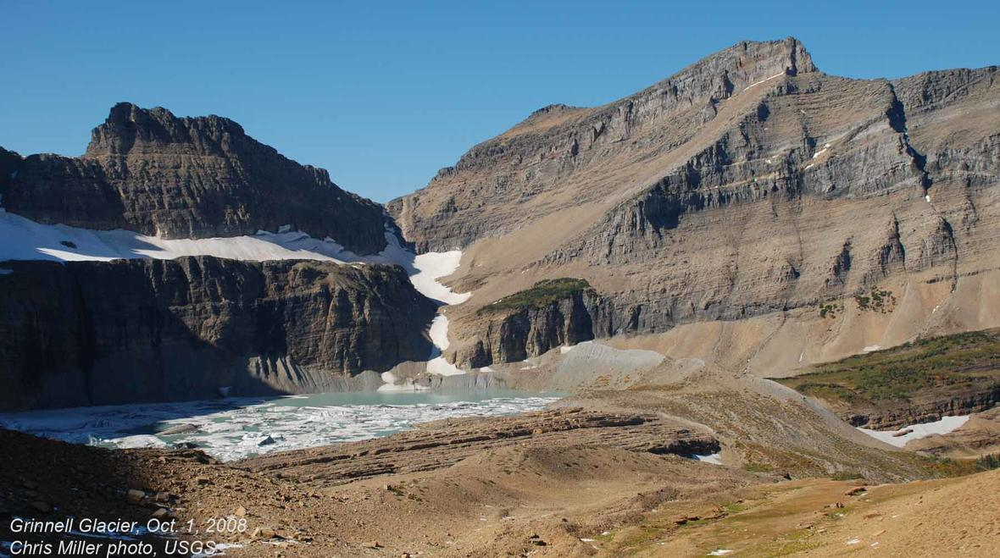 Grinnell Glacier, Oct. 1, 2008
Chris Miller photo, USGS